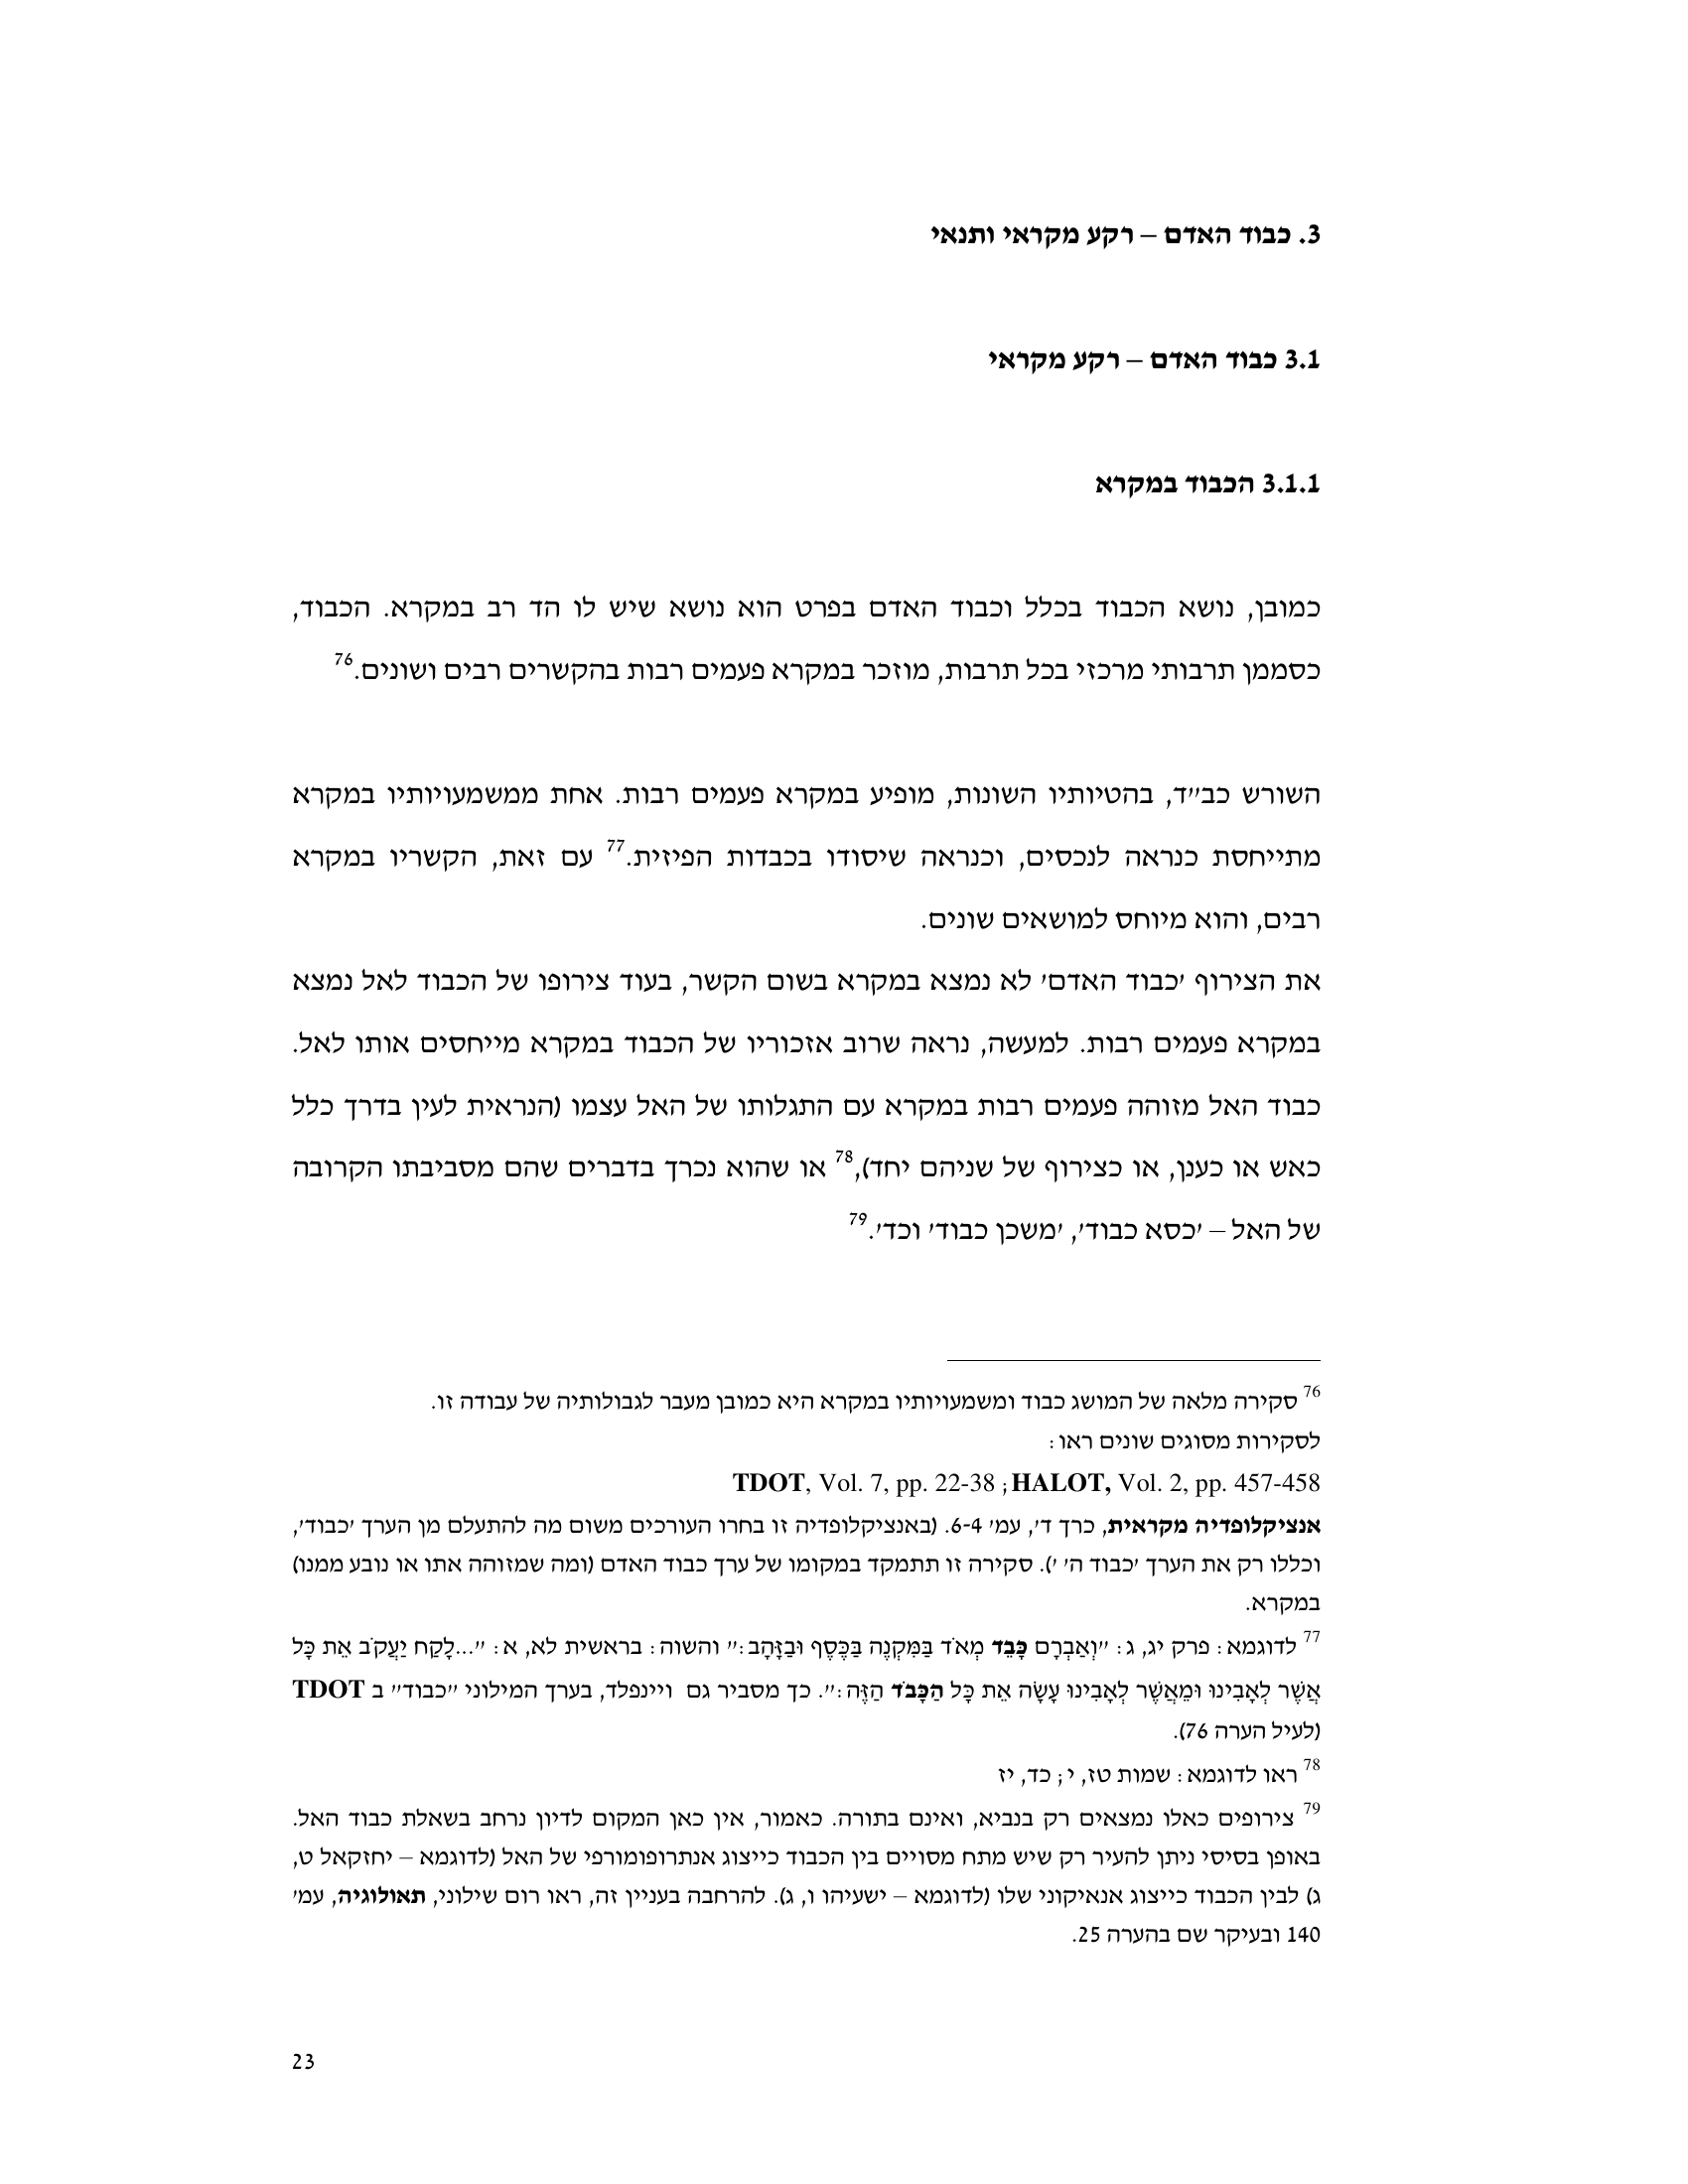 3. כבוד האדם – רקע מקראי ותנאי
3.1 כבוד האדם – רקע מקראי
3.1.1 הכבוד במקרא
כמובן, נושא הכבוד בכלל וכבוד האדם בפרט הוא נושא שיש לו הד רב במקרא. הכבוד,
כסממן תרבותי מרכזי בכל תרבות, מוזכר במקרא פעמים רבות בהקשרים רבים ושונים.76
השורש כב״ד, בהטיותיו השונות, מופיע במקרא פעמים רבות. אחת ממשמעויותיו במקרא
מתייחסת כנראה לנכסים, וכנראה שיסודו בכבדות הפיזית.77 עם זאת, הקשריו במקרא
רבים, והוא מיוחס למושאים שונים.
את הצירוף ׳כבוד האדם׳ לא נמצא במקרא בשום הקשר, בעוד צירופו של הכבוד לאל נמצא
במקרא פעמים רבות. למעשה, נראה שרוב אזכוריו של הכבוד במקרא מייחסים אותו לאל.
כבוד האל מזוהה פעמים רבות במקרא עם התגלותו של האל עצמו (הנראית לעין בדרך כלל
כאש או כענן, או כצירוף של שניהם יחד),78 או שהוא נכרך בדברים שהם מסביבתו הקרובה
של האל – ׳כסא כבוד׳, ׳משכן כבוד׳ וכד׳.79
76 סקירה מלאה של המושג כבוד ומשמעויותיו במקרא היא כמובן מעבר לגבולותיה של עבודה זו.
לסקירות מסוגים שונים ראו:
TDOT, Vol. 7, pp. 22-38 ; HALOT, Vol. 2, pp. 457-458
אנציקלופדיה מקראית, כרך ד׳, עמ׳ 6-4. (באנציקלופדיה זו בחרו העורכים משום מה להתעלם מן הערך ׳כבוד׳,
וכללו רק את הערך ׳כבוד ה׳ ׳). סקירה זו תתמקד במקומו של ערך כבוד האדם (ומה שמזוהה אתו או נובע ממנו)
במקרא.
77 לדוגמא: פרק יג, ג: ״וְאַבְרָם כָּבֵד מְאֹד בַּמִּקְנֶה בַּכֶּסֶף וּבַזָּהָב:״ והשוה: בראשית לא, א: ״...לָקַח יַעֲקֹב אֵת כָּל
אֲשֶׁר לְאָבִינוּ וּמֵאֲשֶׁר לְאָבִינוּ עָשָׂה אֵת כָּל הַכָּבֹד הַזֶּה:״. כך מסביר גם ויינפלד, בערך המילוני ״כבוד״ ב TDOT
(לעיל הערה 76).
78 ראו לדוגמא: שמות טז, י; כד, יז
79 צירופים כאלו נמצאים רק בנביא, ואינם בתורה. כאמור, אין כאן המקום לדיון נרחב בשאלת כבוד האל.
באופן בסיסי ניתן להעיר רק שיש מתח מסויים בין הכבוד כייצוג אנתרופומורפי של האל (לדוגמא – יחזקאל ט,
ג) לבין הכבוד כייצוג אנאיקוני שלו (לדוגמא – ישעיהו ו, ג). להרחבה בעניין זה, ראו רום שילוני, תאולוגיה, עמ׳
140 ובעיקר שם בהערה 25.
23